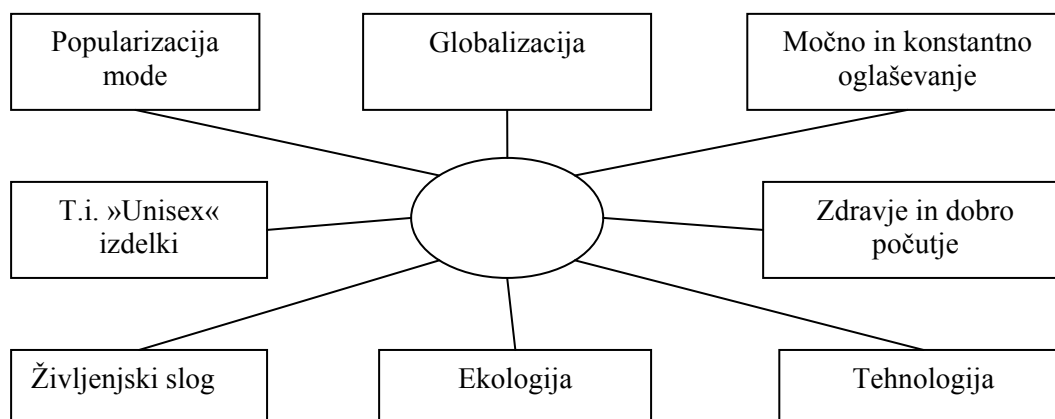 Popularizacija
mode
Globalizacija
Močno in konstantno
oglaševanje
T.i. »Unisex«
izdelki
Zdravje in dobro
počutje
Življenjski slog
Ekologija
Tehnologija